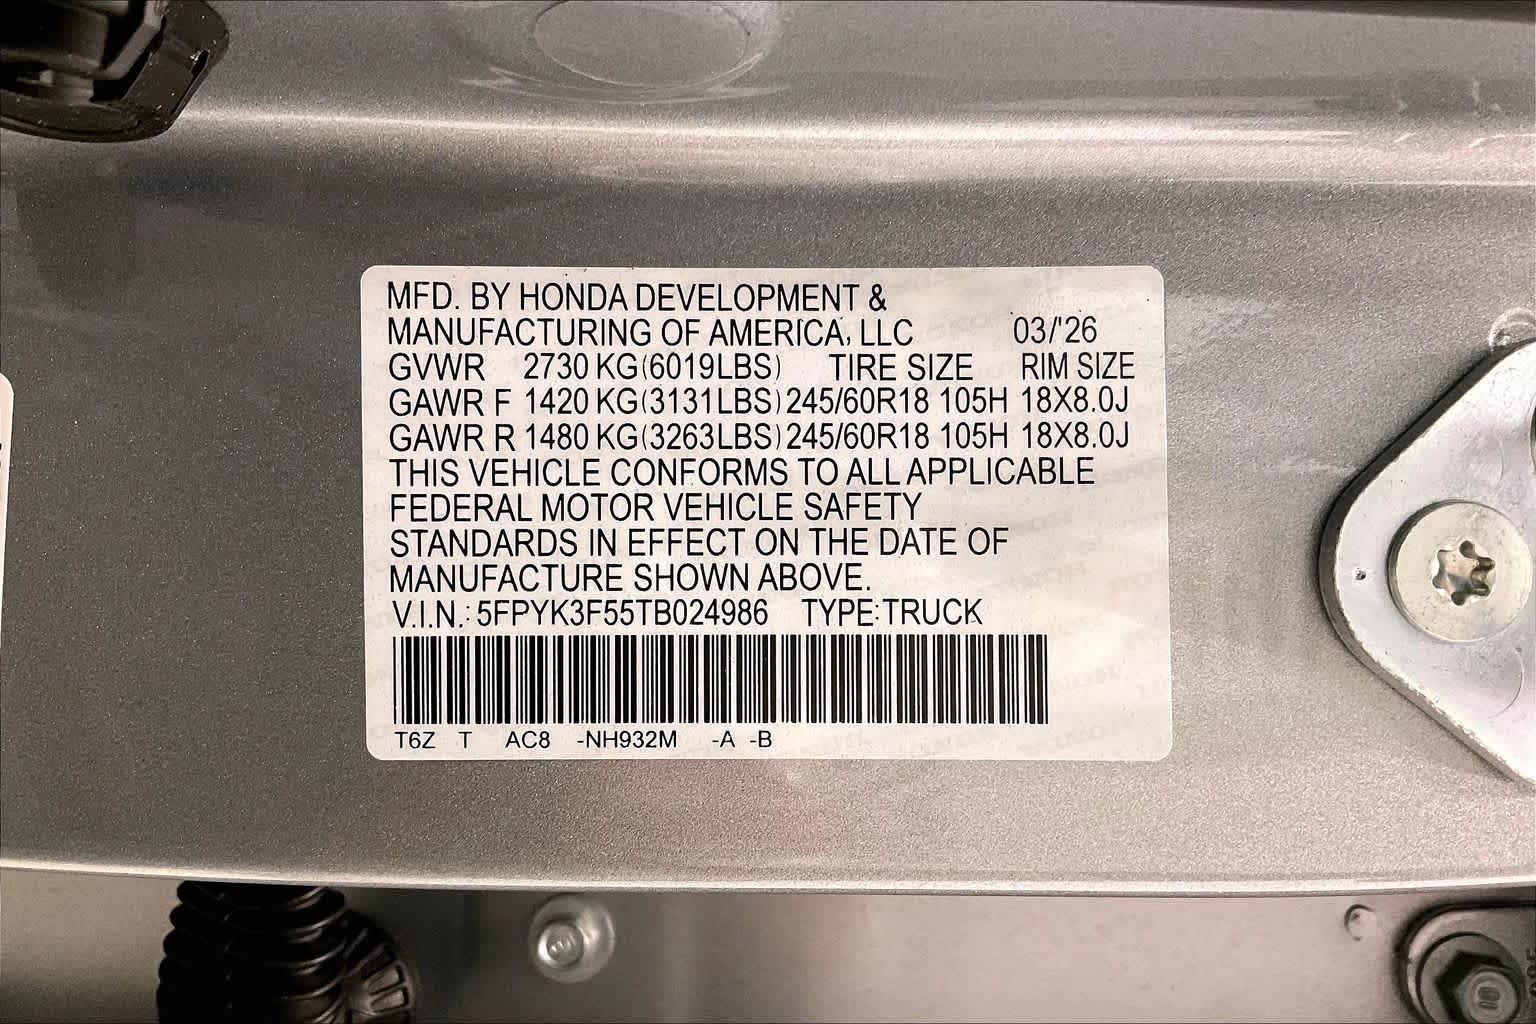 MFD. BY HONDA DEVELOPMENT &
MANUFACTURING OF AMERICA, LLC 03/'26
GVWR 2730 KG(6019LBS) TIRE SIZE RIM SIZE
GAWR F 1420 KG(3131LBS) 245/60R18 105H 18X8.0J
GAWR R 1480 KG(3263LBS) 245/60R18 105H 18X8.0J
THIS VEHICLE CONFORMS TO ALL APPLICABLE
FEDERAL MOTOR VEHICLE SAFETY
STANDARDS IN EFFECT ON THE DATE OF
MANUFACTURE SHOWN ABOVE.
V.I.N.: 5FPYK3F55TB024986 TYPE:TRUCK
T6Z T AC8 -NH932M -A -B